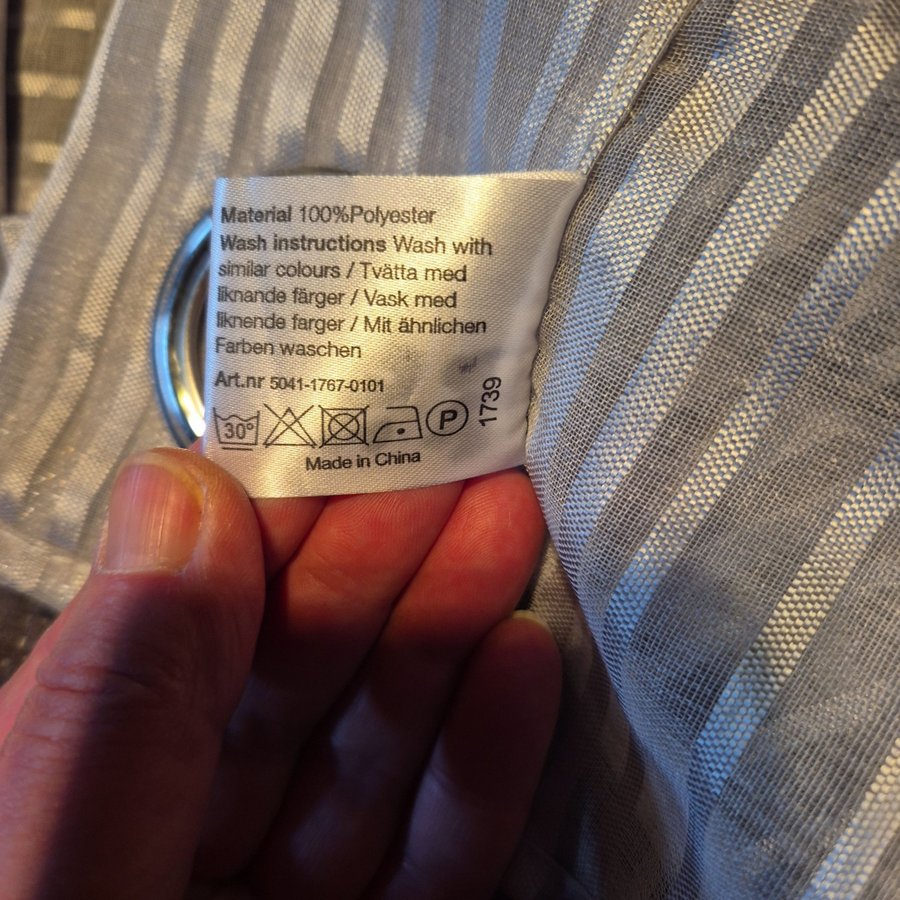 Material 100%Polyester
Wash instructions Wash with
similar colours / Tvätta med
liknande färger / Vask med
liknende farger / Mit ähnlichen
Farben waschen
Art.nr 5041-1767-0101
1739
30°
P
Made in China